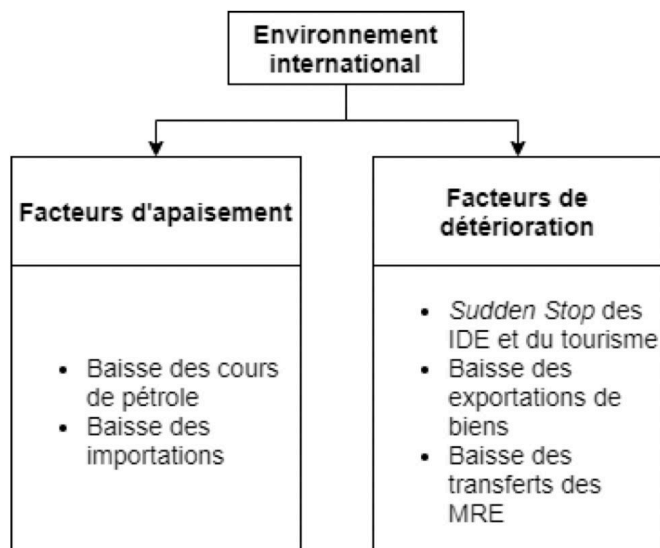 Environnement
international
Facteurs d'apaisement
• Baisse des cours
de pétrole
• Baisse des
importations
Facteurs de
détérioration
• Sudden Stop des
IDE et du tourisme
• Baisse des
exportations de
biens
• Baisse des
transferts des
MRE